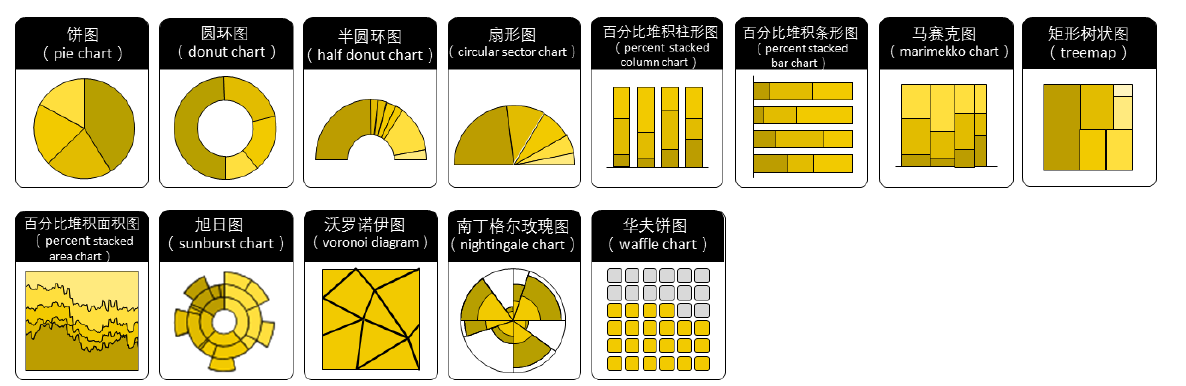 饼图
（pie chart）
圆环图
（donut chart）
半圆环图
（half donut chart）
扇形图
（circular sector chart）
百分比堆积柱形图
（percent stacked
column chart）
百分比堆积条形图
（percent stacked
bar chart）
马赛克图
（marimekko chart）
矩形树状图
（treemap）
百分比堆积面积图
（percent stacked
area chart）
旭日图
（sunburst chart）
沃罗诺伊图
（voronoi diagram）
南丁格尔玫瑰图
（nightingale chart）
华夫饼图
（waffle chart）